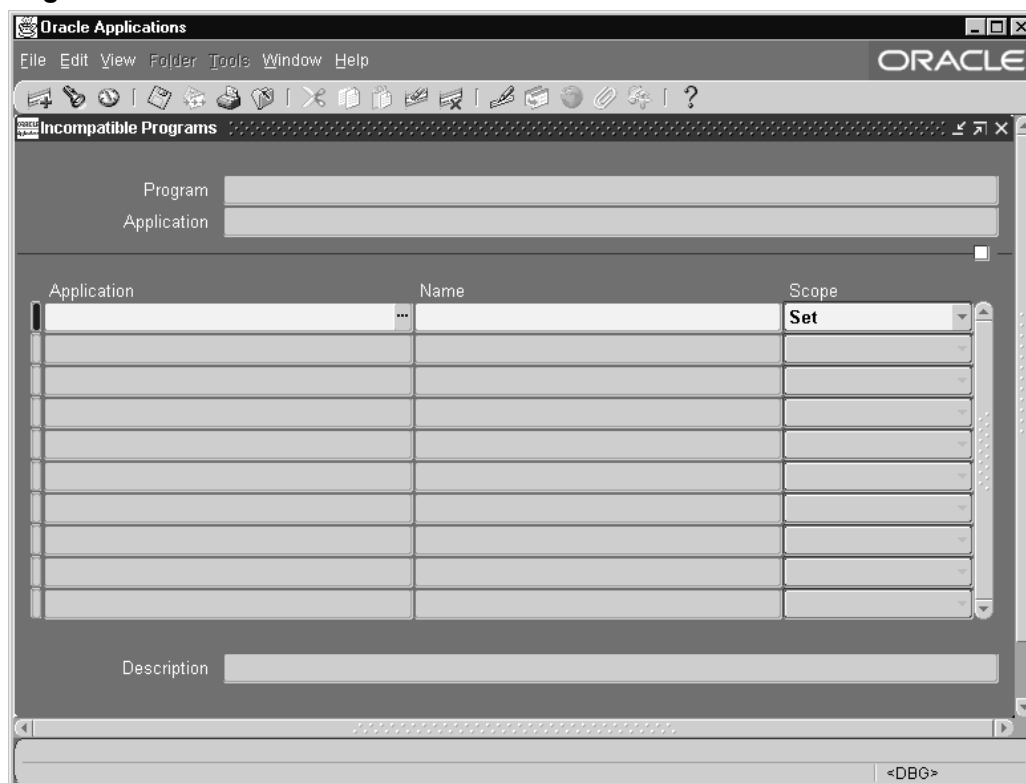 Oracle Applications
File Edit View Folder Tools Window Help
ORACLE
Incompatible Programs
Program
Application
Application Name Scope
Set
Description
<DBG>